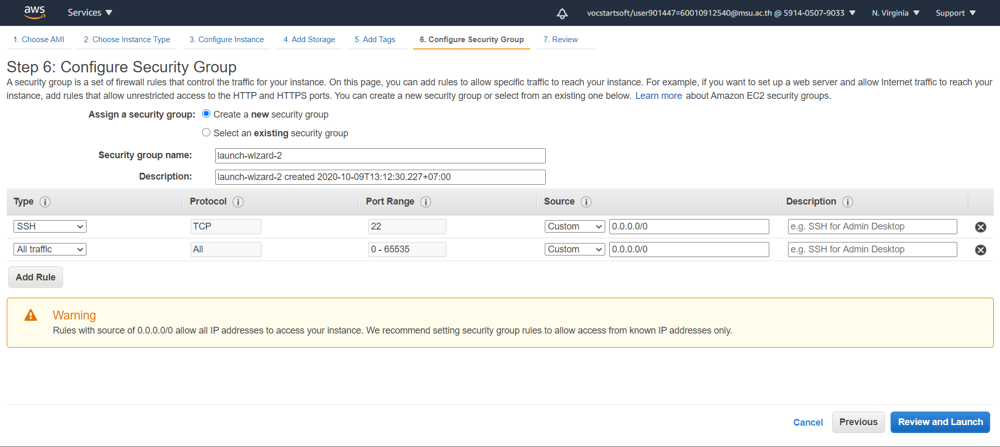 aws
Services
vocstartsoft/user901447=60010912540@msu.ac.th @ 5914-0507-9033
N. Virginia
Support
1. Choose AMI
2. Choose Instance Type
3. Configure Instance
4. Add Storage
5. Add Tags
6. Configure Security Group
7. Review
Step 6: Configure Security Group
A security group is a set of firewall rules that control the traffic for your instance. On this page, you can add rules to allow specific traffic to reach your instance. For example, if you want to set up a web server and allow Internet traffic to reach your
instance, add rules that allow unrestricted access to the HTTP and HTTPS ports. You can create a new security group or select from an existing one below. Learn more about Amazon EC2 security groups.
Assign a security group: Create a new security group
Select an existing security group
Security group name: launch-wizard-2
Description: launch-wizard-2 created 2020-10-09T13:12:30.227+07:00
Type i Protocol i Port Range i Source i Description i
SSH TCP 22 Custom 0.0.0.0/0 e.g. SSH for Admin Desktop
All traffic All 0 - 65535 Custom 0.0.0.0/0 e.g. SSH for Admin Desktop
Add Rule
Warning
Rules with source of 0.0.0.0/0 allow all IP addresses to access your instance. We recommend setting security group rules to allow access from known IP addresses only.
Cancel
Previous
Review and Launch